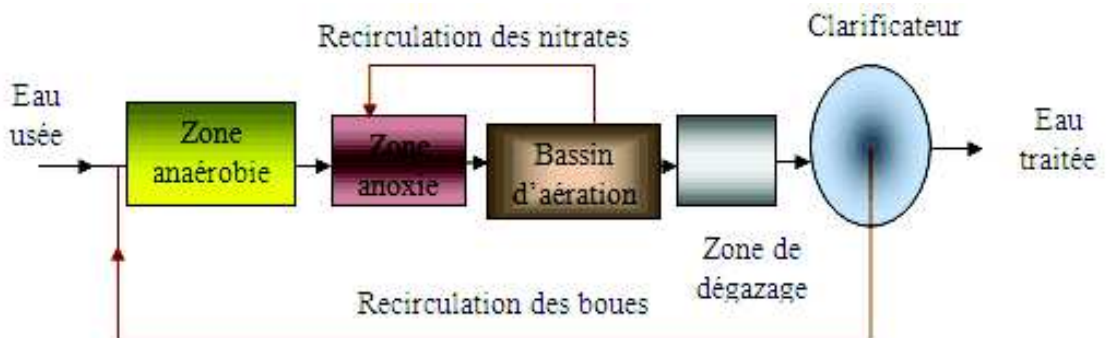 Recirculation des nitrates
Clarificateur
Eau
usée
Zone
anaérobie
Zone
anoxie
Bassin
d'aération
Eau
traitée
Zone de
dégazage
Recirculation des boues